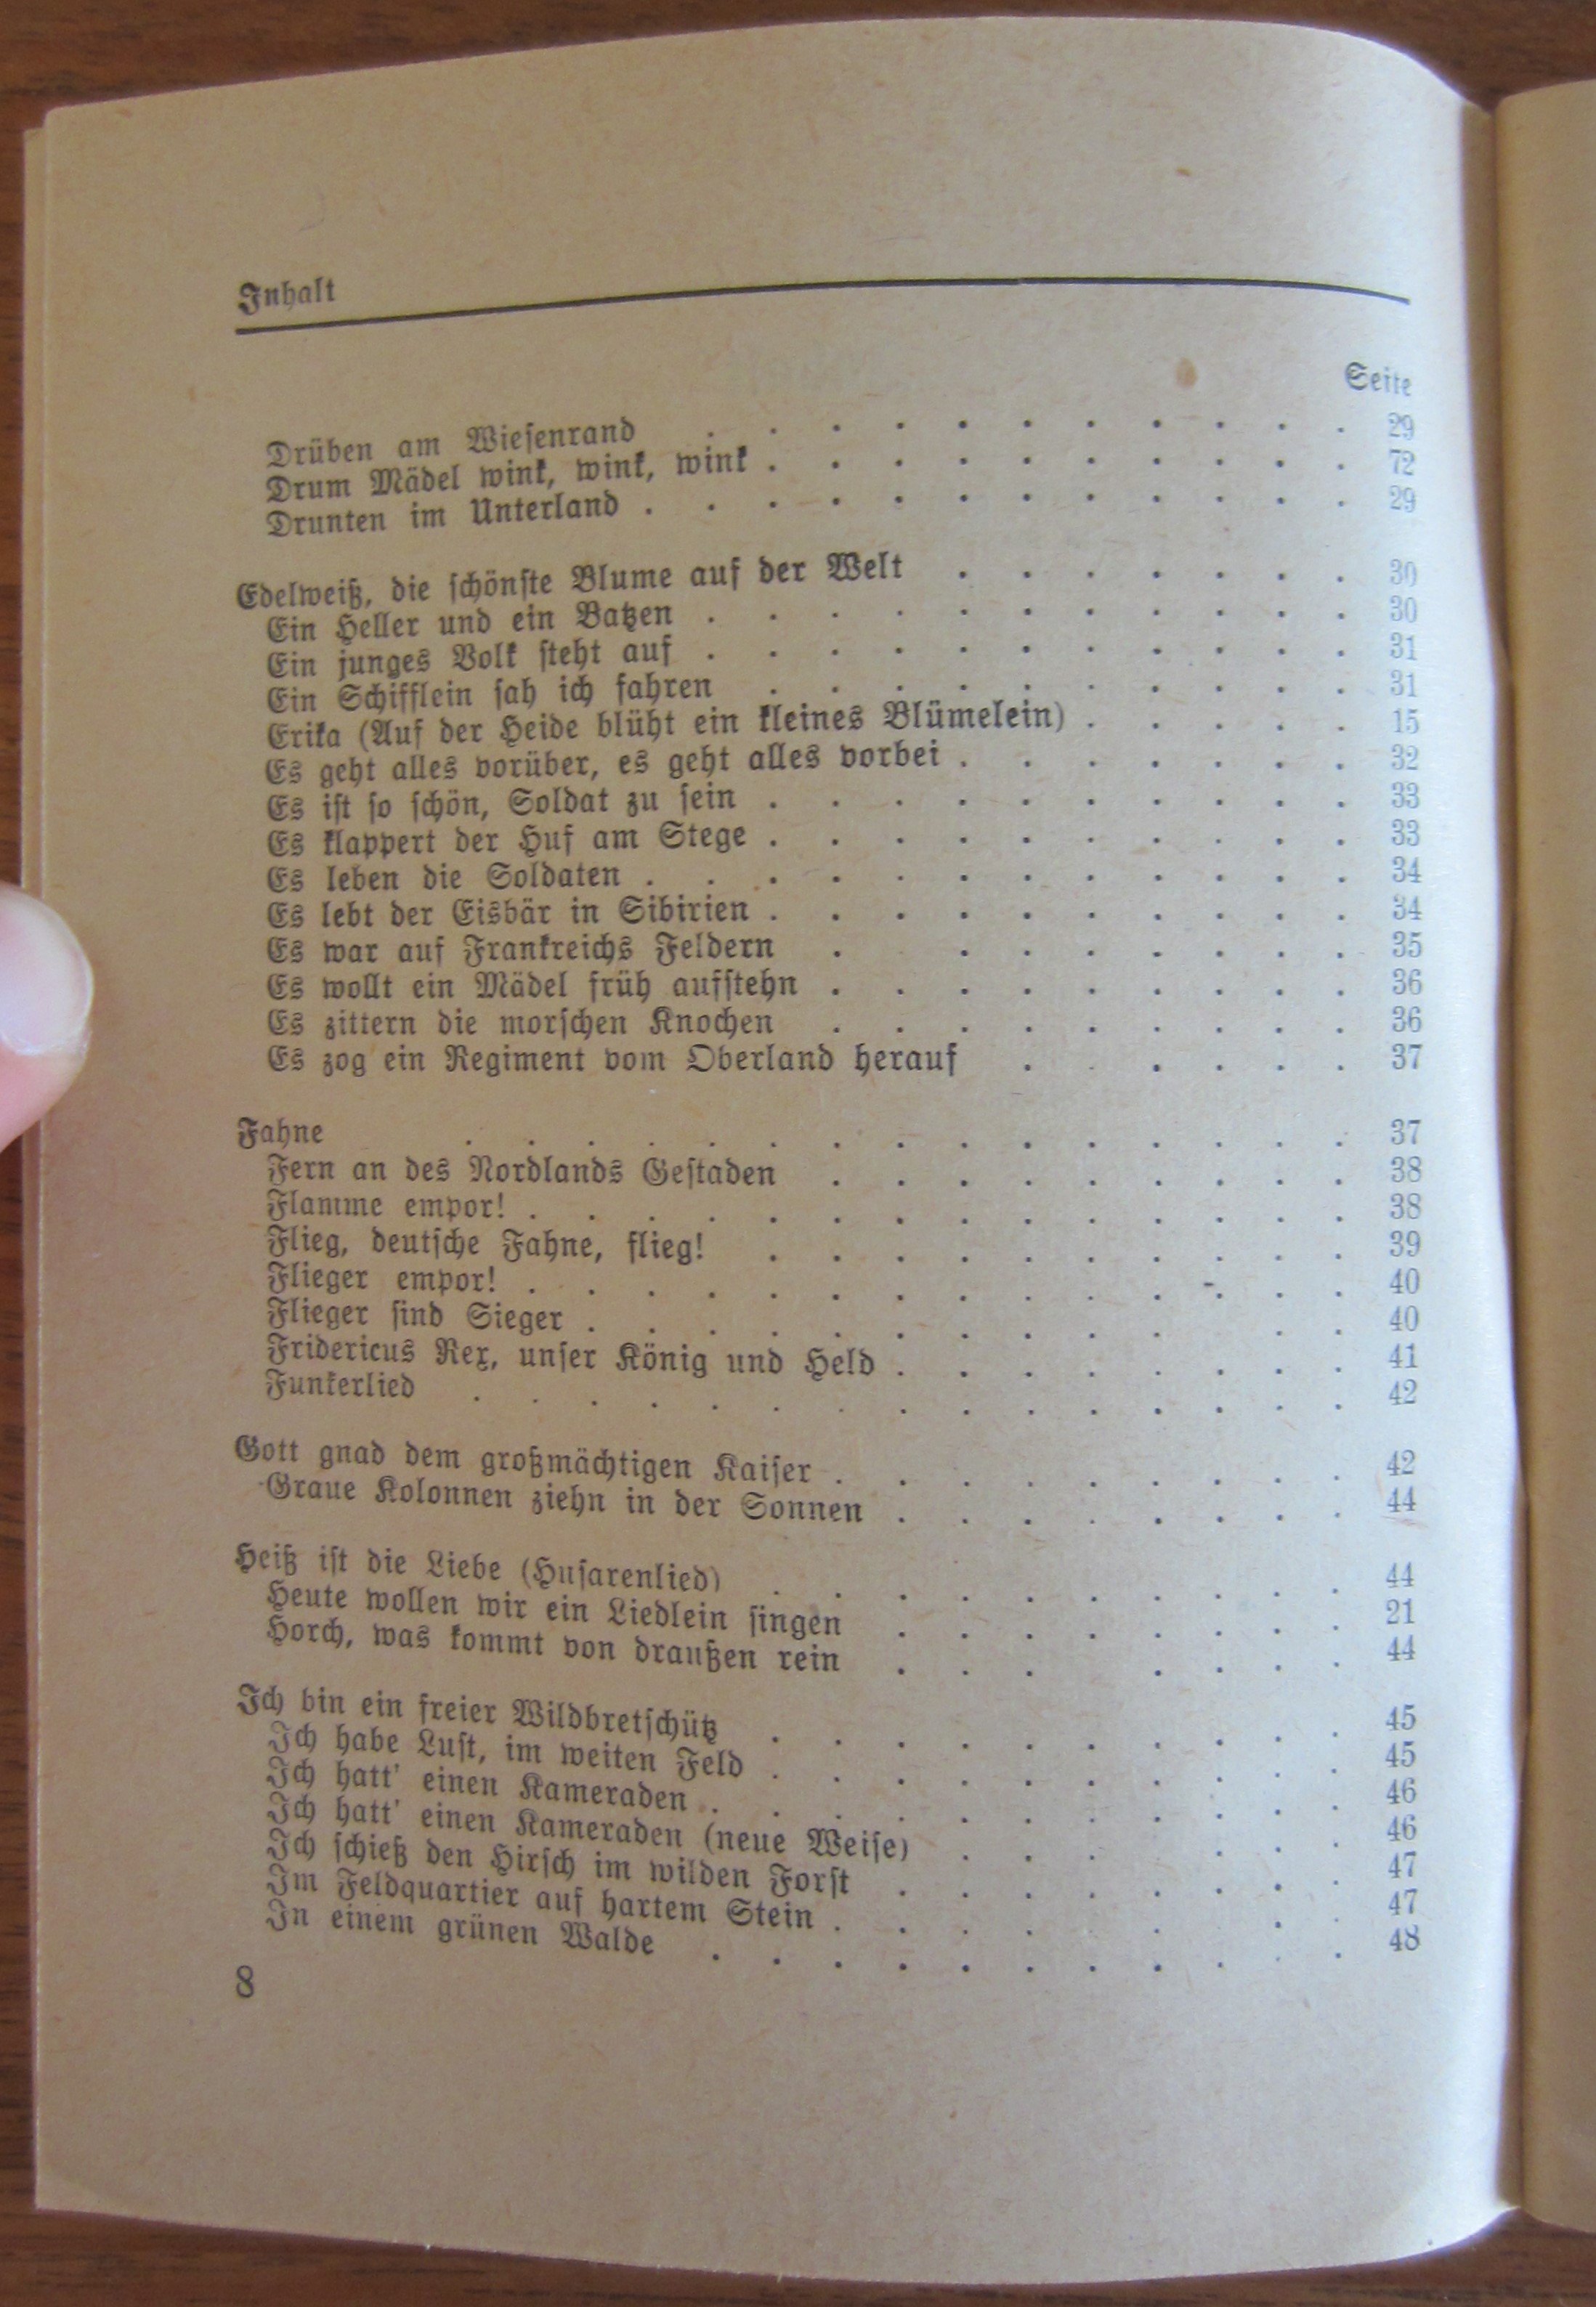 Inhalt
Seite
Drüben am Wiesenrand . . . . . . . . . . . 29
Drum Mädel wink, wink, wink . . . . . . . . . . 72
Drunten im Unterland . . . . . . . . . . . . 29
Edelweiß, die schönste Blume auf der Welt . . . . . . . 30
Ein Heller und ein Batzen . . . . . . . . . . . 30
Ein junges Volk steht auf . . . . . . . . . . . 31
Ein Schifflein sah ich fahren . . . . . . . . . . 31
Erika (Auf der Heide blüht ein kleines Blümelein) . . . . . 15
Es geht alles vorüber, es geht alles vorbei . . . . . . . 32
Es ist so schön, Soldat zu sein . . . . . . . . . . 33
Es klappert der Huf am Stege . . . . . . . . . . 33
Es leben die Soldaten . . . . . . . . . . . . 34
Es lebt der Eisbär in Sibirien . . . . . . . . . . 34
Es war auf Frankreichs Feldern . . . . . . . . 35
Es wollt ein Mädel früh aufstehn . . . . . . . . . 36
Es zittern die morschen Knochen . . . . . . . . . 36
Es zog ein Regiment vom Oberland herauf . . . . . . 37
Fahne . . . . . . . . . . . . . . . 37
Fern an des Nordlands Gestaden . . . . . . . . . 38
Flamme empor! . . . . . . . . . . . . . . 38
Flieg, deutsche Fahne, flieg! . . . . . . . . . . 39
Flieger empor! . . . . . . . . . . . . . . 40
Flieger sind Sieger . . . . . . . . . . . . 40
Fridericus Rex, unser König und Held . . . . . . . . 41
Funkerlied . . . . . . . . . . . . . . . 42
Gott gnad dem großmächtigen Kaiser . . . . . . . . . 42
Graue Kolonnen ziehn in der Sonnen . . . . . . . . 44
Heiß ist die Liebe (Husarenlied) . . . . . . . . . . 44
Heute wollen wir ein Liedlein singen . . . . . . . . 21
Horch, was kommt von draußen rein . . . . . . . 44
Ich bin ein freier Wildbretschütz . . . . . . . . . . 45
Ich habe Lust, im weiten Feld . . . . . . . . . . 45
Ich hatt' einen Kameraden . . . . . . . . . . . 46
Ich hatt' einen Kameraden (neue Weise) . . . . . . 46
Ich schieß den Hirsch im wilden Forst . . . . . . . . 47
Im Feldquartier auf hartem Stein . . . . . . . . 47
In einem grünen Walde . . . . . . . . . . . 48
8